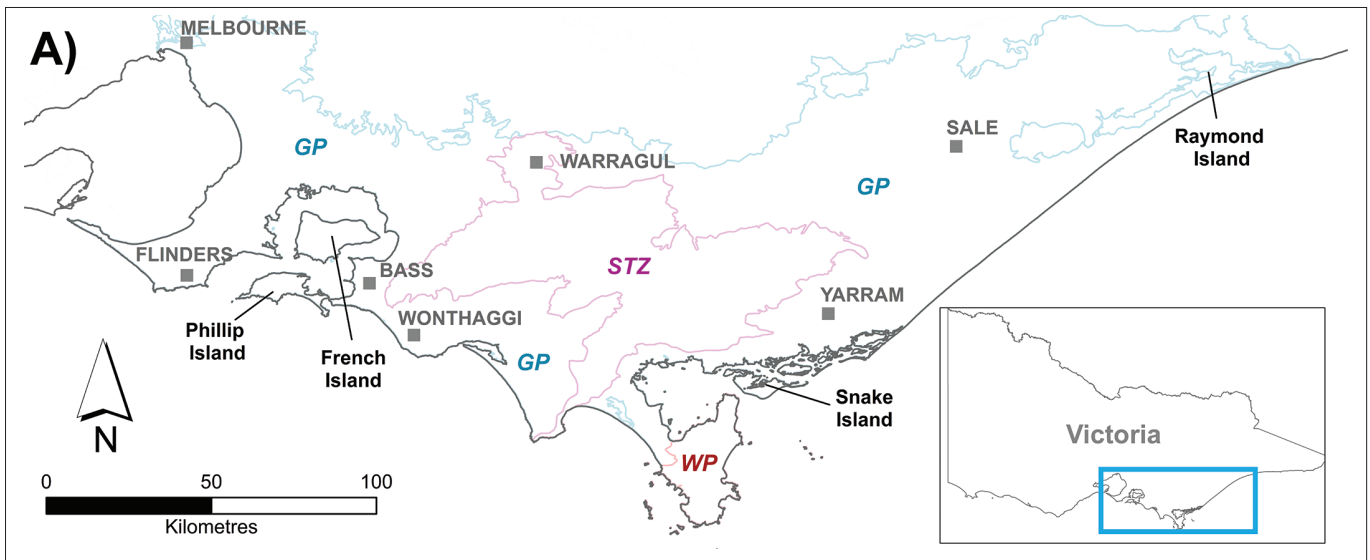 A)
MELBOURNE
GP
WARRAGUL
SALE
Raymond
Island
GP
FLINDERS
BASS
STZ
YARRAM
WONTHAGGI
Phillip
Island
French
Island
GP
Snake
Island
WP
N
0 50 100
Kilometres
Victoria